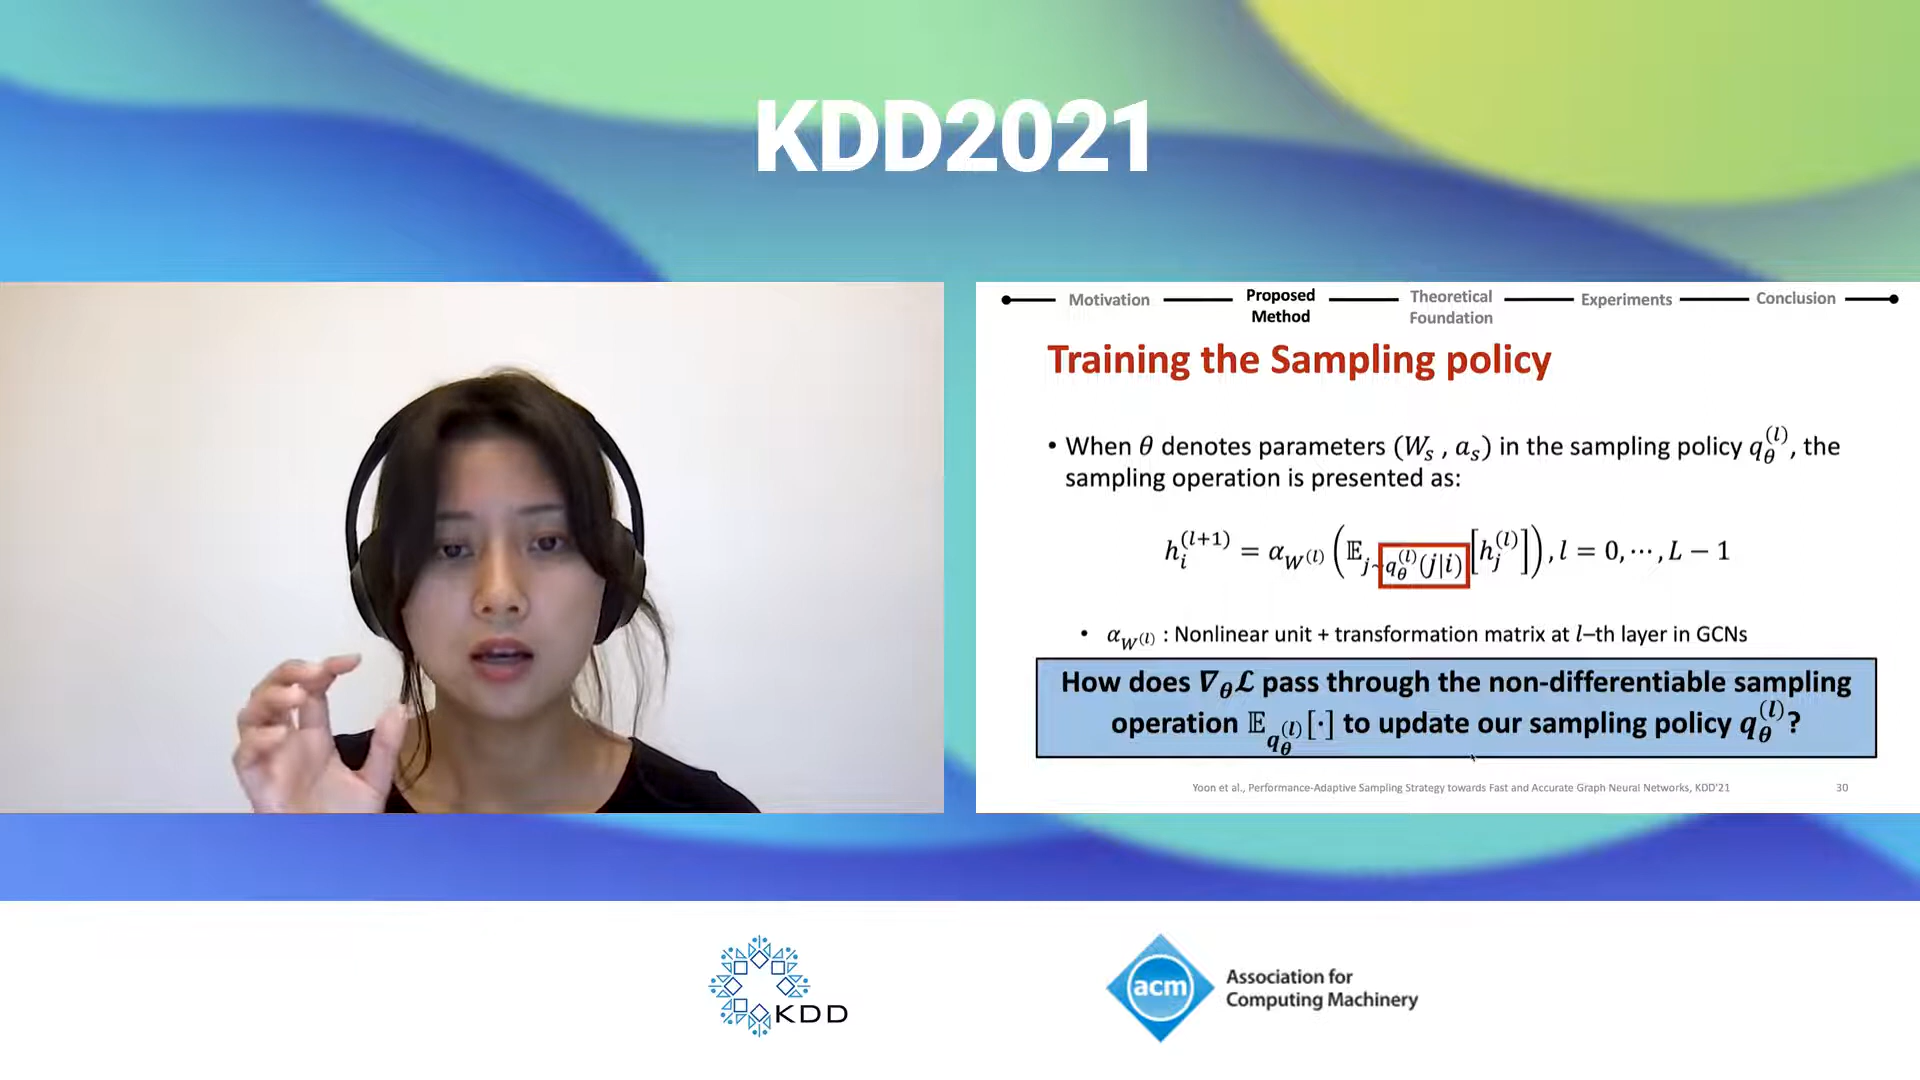 KDD2021
Motivation
Proposed
Method
Theoretical
Foundation
Experiments
Conclusion
Training the Sampling policy
• When θ denotes parameters (Wₛ , aₛ) in the sampling policy q_θ^(l), the
sampling operation is presented as:
h_i^(l+1) = α_W^(l) (𝔼_j~q_θ^(l)(j|i) [h_j^(l)]), l = 0, ⋯, L − 1
• α_W^(l) : Nonlinear unit + transformation matrix at l–th layer in GCNs
How does ∇_θ ℒ pass through the non-differentiable sampling
operation 𝔼_q_θ^(l)[·] to update our sampling policy q_θ^(l)?
Yoon et al., Performance-Adaptive Sampling Strategy towards Fast and Accurate Graph Neural Networks, KDD'21
30
KDD
acm
Association for
Computing Machinery